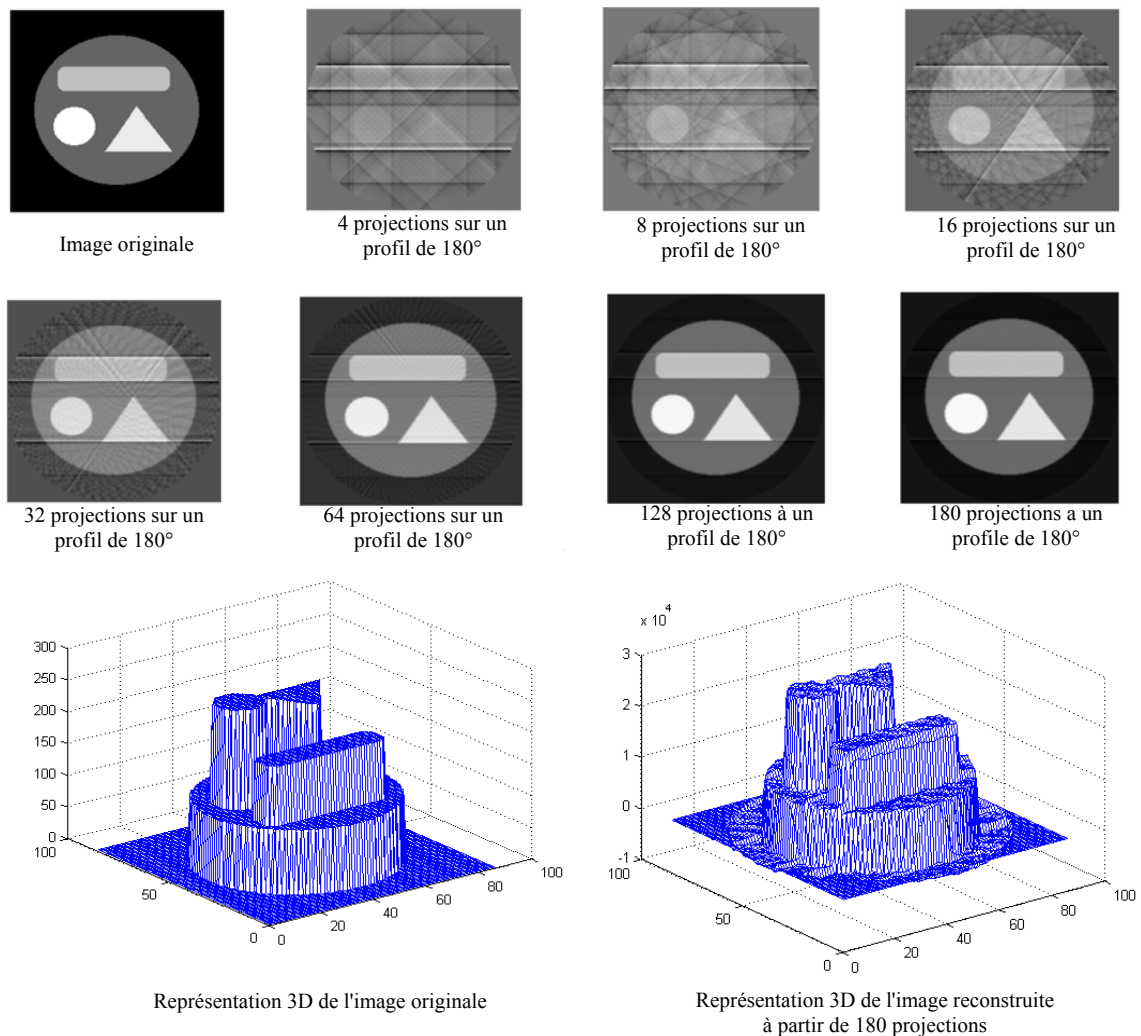 Image originale
4 projections sur un
profil de 180°
8 projections sur un
profil de 180°
16 projections sur un
profil de 180°
32 projections sur un
profil de 180°
64 projections sur un
profil de 180°
128 projections à un
profil de 180°
180 projections a un
profile de 180°
300
250
200
150
100
50
0
100
50
0
0
20
40
60
80
100
x 10^4
3
2
1
0
-1
100
50
0
0
20
40
60
80
100
Représentation 3D de l'image originale
Représentation 3D de l'image reconstruite
à partir de 180 projections